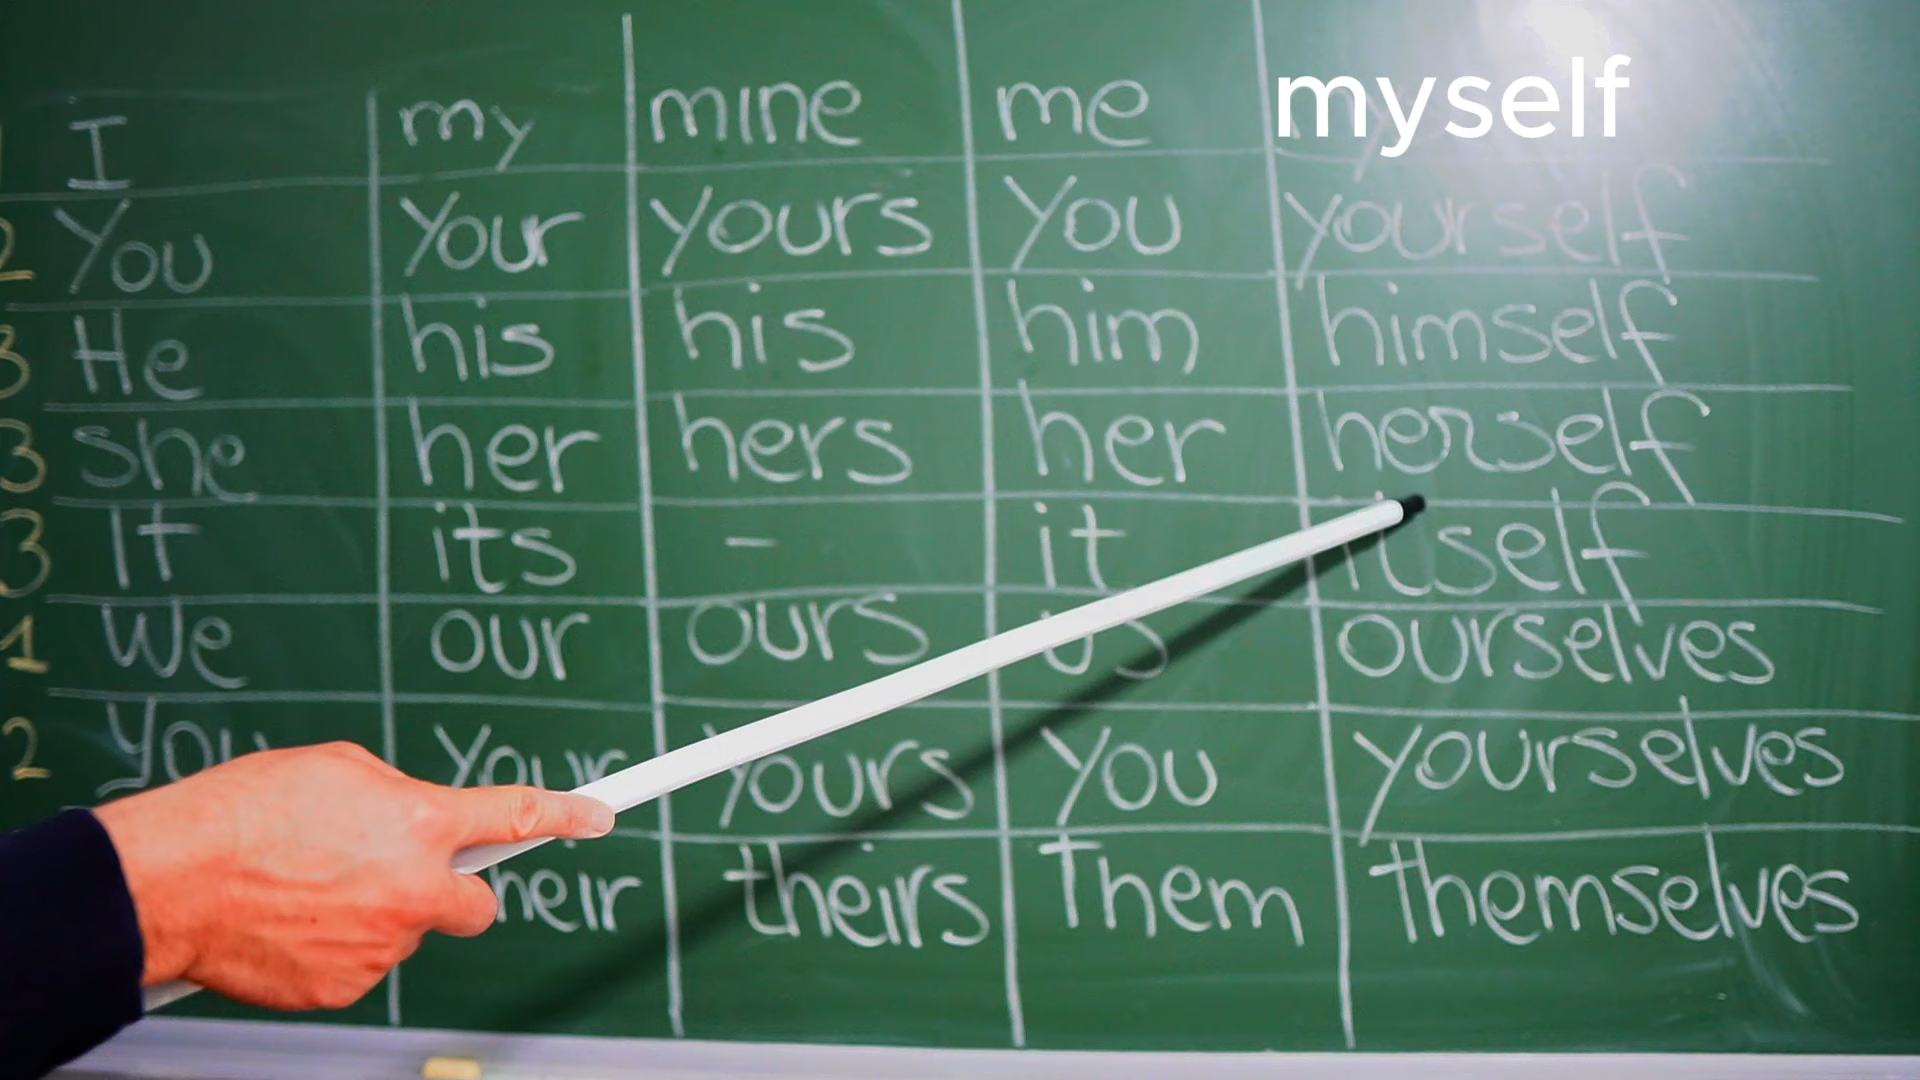 I my mine me myself
2 You your yours you yourself
3 He his his him himself
3 she her hers her herself
3 It its - it itself
1 We our ours us ourselves
2 you your yours you yourselves
theirs them themselves